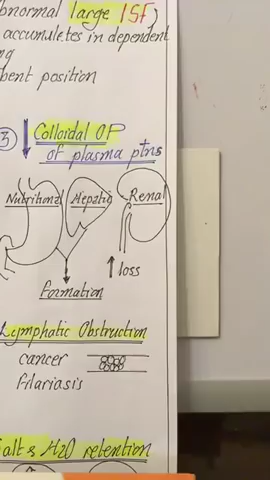 bnormal large ISF)
accumulates in dependent
bent position
③ ↓ Colloidal OP
of plasma ptns
Nutritional Hepatic Renal
↑ loss
formation
Lymphatic Obstruction
cancer
filariasis
alt & H2O retention